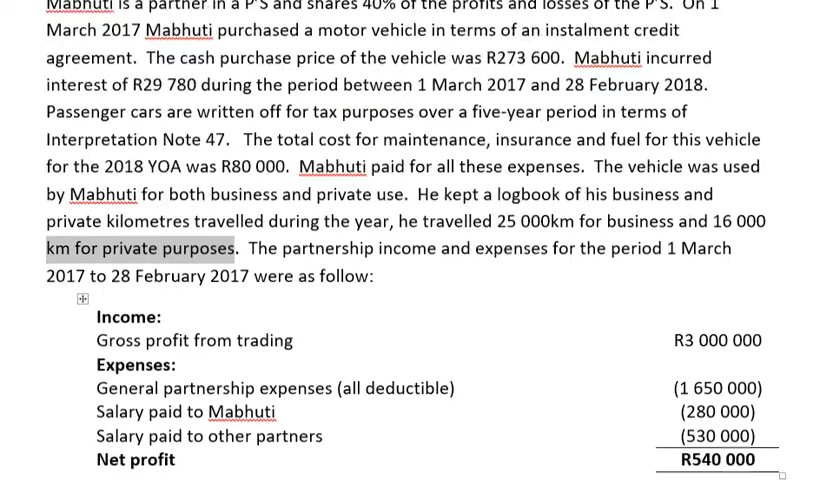 Mabhuti is a partner in a P'S and shares 40% of the profits and losses of the P'S. On 1
March 2017 Mabhuti purchased a motor vehicle in terms of an instalment credit
agreement. The cash purchase price of the vehicle was R273 600. Mabhuti incurred
interest of R29 780 during the period between 1 March 2017 and 28 February 2018.
Passenger cars are written off for tax purposes over a five-year period in terms of
Interpretation Note 47. The total cost for maintenance, insurance and fuel for this vehicle
for the 2018 YOA was R80 000. Mabhuti paid for all these expenses. The vehicle was used
by Mabhuti for both business and private use. He kept a logbook of his business and
private kilometres travelled during the year, he travelled 25 000km for business and 16 000
km for private purposes. The partnership income and expenses for the period 1 March
2017 to 28 February 2017 were as follow:
Income:
Gross profit from trading R3 000 000
Expenses:
General partnership expenses (all deductible) (1 650 000)
Salary paid to Mabhuti (280 000)
Salary paid to other partners (530 000)
Net profit R540 000